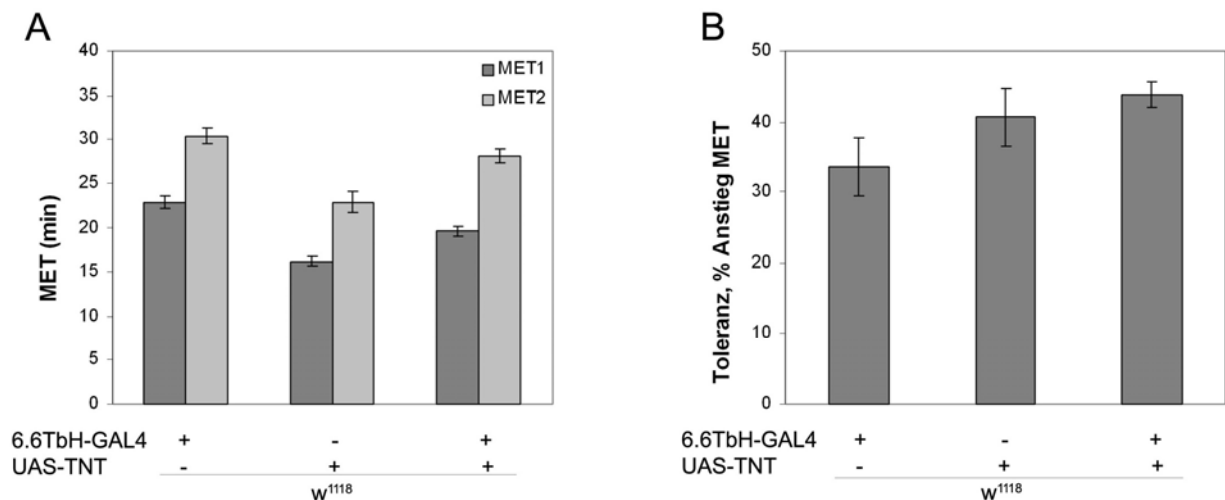 A
MET (min)
40
35
30
25
20
15
10
5
0
MET1
MET2
6.6TbH-GAL4 + - +
UAS-TNT - + +
w1118
B
Toleranz, % Anstieg MET
50
40
30
20
10
0
6.6TbH-GAL4 + - +
UAS-TNT - + +
w1118